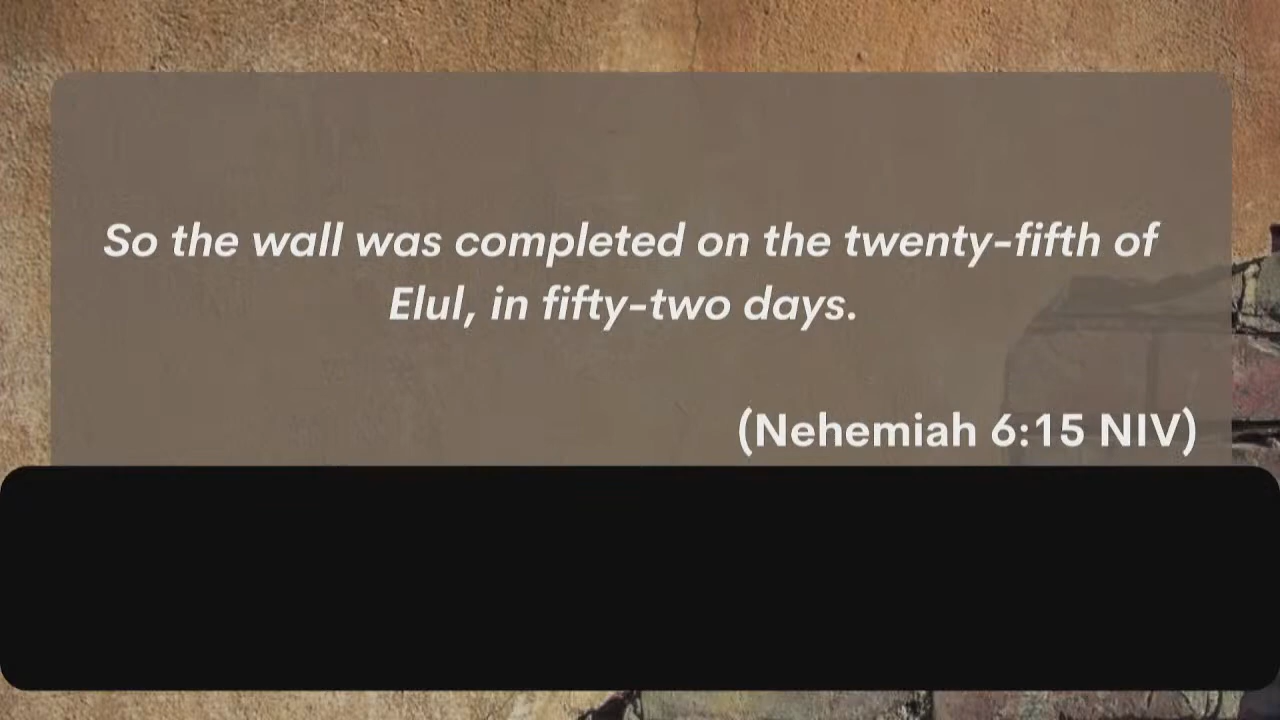 So the wall was completed on the twenty-fifth of
Elul, in fifty-two days.
(Nehemiah 6:15 NIV)